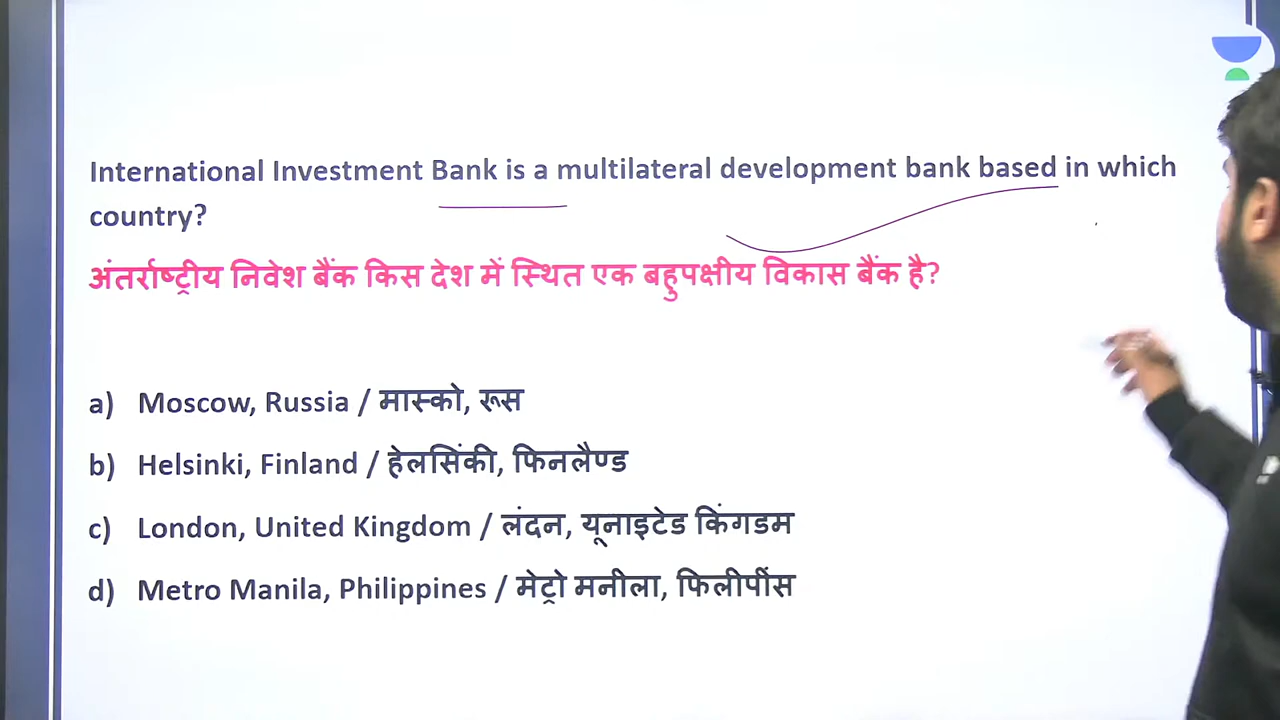 International Investment Bank is a multilateral development bank based in which
country?
अंतर्राष्ट्रीय निवेश बैंक किस देश में स्थित एक बहुपक्षीय विकास बैंक है?
a) Moscow, Russia / मास्को, रूस
b) Helsinki, Finland / हेलसिंकी, फिनलैण्ड
c) London, United Kingdom / लंदन, यूनाइटेड किंगडम
d) Metro Manila, Philippines / मेट्रो मनीला, फिलीपींस